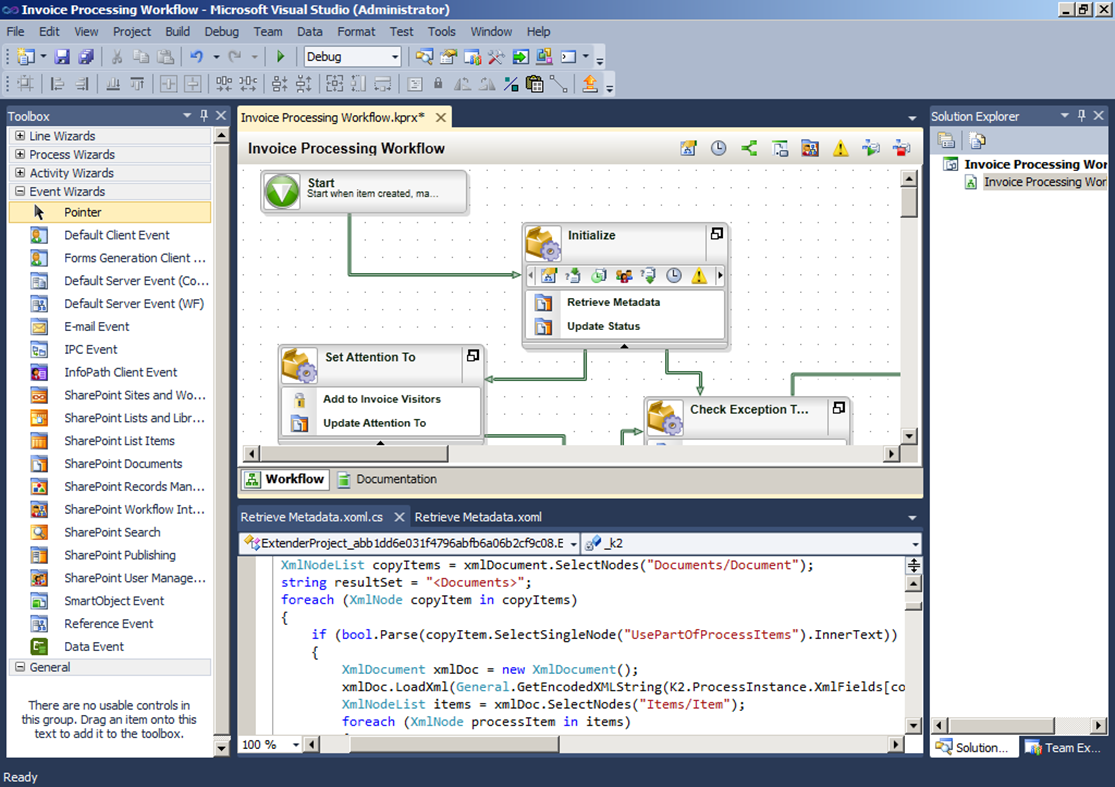 Invoice Processing Workflow - Microsoft Visual Studio (Administrator)
File Edit View Project Build Debug Team Data Format Test Tools Window Help
Debug
Toolbox
Line Wizards
Process Wizards
Activity Wizards
Event Wizards
Pointer
Default Client Event
Forms Generation Client ...
Default Server Event (Co...
Default Server Event (WF)
E-mail Event
IPC Event
InfoPath Client Event
SharePoint Sites and Wo...
SharePoint Lists and Libr...
SharePoint List Items
SharePoint Documents
SharePoint Records Man...
SharePoint Workflow Int...
SharePoint Search
SharePoint Publishing
SharePoint User Manage...
SmartObject Event
Reference Event
Data Event
General
There are no usable controls in
this group. Drag an item onto this
text to add it to the toolbox.
Invoice Processing Workflow.kprx*
Invoice Processing Workflow
Start
Start when item created, ma...
Initialize
Retrieve Metadata
Update Status
Set Attention To
Add to Invoice Visitors
Update Attention To
Check Exception T...
Workflow Documentation
Retrieve Metadata.xoml.cs Retrieve Metadata.xoml
ExtenderProject_abb1dd6e031f4796abfb6a06b2cf9c08.E _k2
XmlNodeList copyItems = xmlDocument.SelectNodes("Documents/Document");
string resultSet = "<Documents>";
foreach (XmlNode copyItem in copyItems)
{
if (bool.Parse(copyItem.SelectSingleNode("UsePartOfProcessItems").InnerText))
{
XmlDocument xmlDoc = new XmlDocument();
xmlDoc.LoadXml(General.GetEncodedXMLString(K2.ProcessInstance.XmlFields[co
XmlNodeList items = xmlDoc.SelectNodes("Items/Item");
foreach (XmlNode processItem in items)
100 %
Solution Explorer
Invoice Processing Wor
Invoice Processing Wor
Solution... Team Ex...
Ready